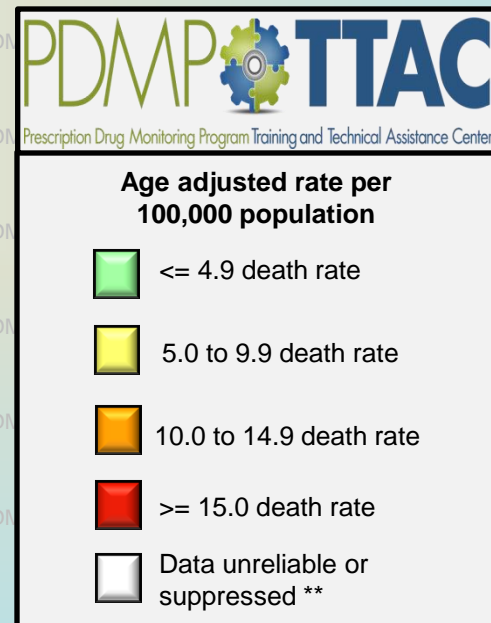 PDMP TTAC
Prescription Drug Monitoring Program Training and Technical Assistance Center
Age adjusted rate per
100,000 population
<= 4.9 death rate
5.0 to 9.9 death rate
10.0 to 14.9 death rate
>= 15.0 death rate
Data unreliable or
suppressed **